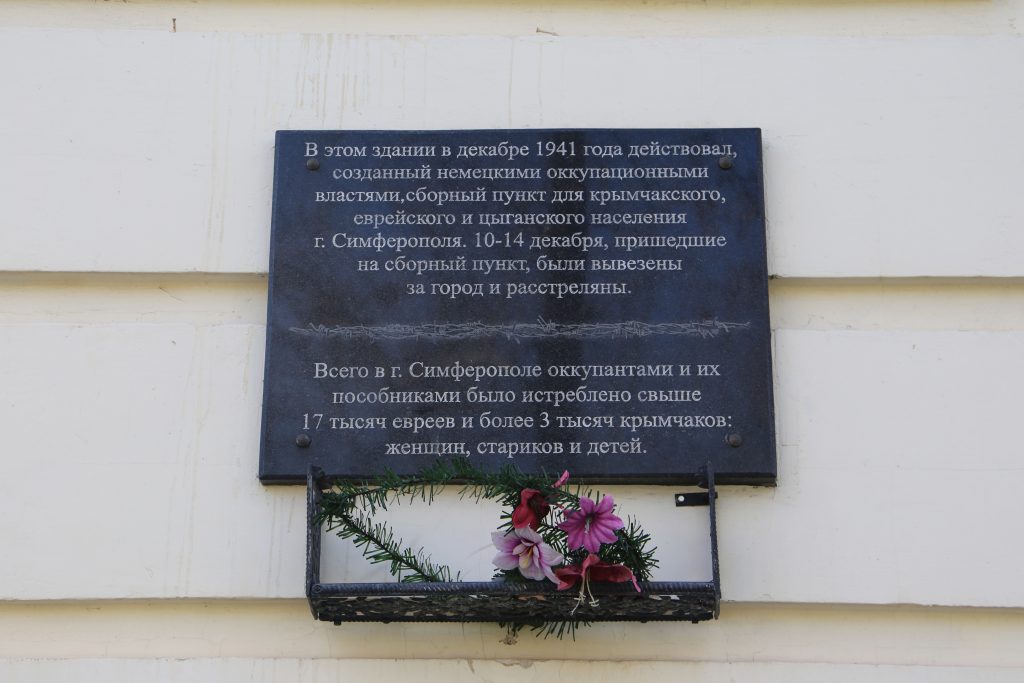 В этом здании в декабре 1941 года действовал,
созданный немецкими оккупационными
властями,сборный пункт для крымчакского,
еврейского и цыганского населения
г. Симферополя. 10-14 декабря, пришедшие
на сборный пункт, были вывезены
за город и расстреляны.
Всего в г. Симферополе оккупантами и их
пособниками было истреблено свыше
17 тысяч евреев и более 3 тысяч крымчаков:
женщин, стариков и детей.